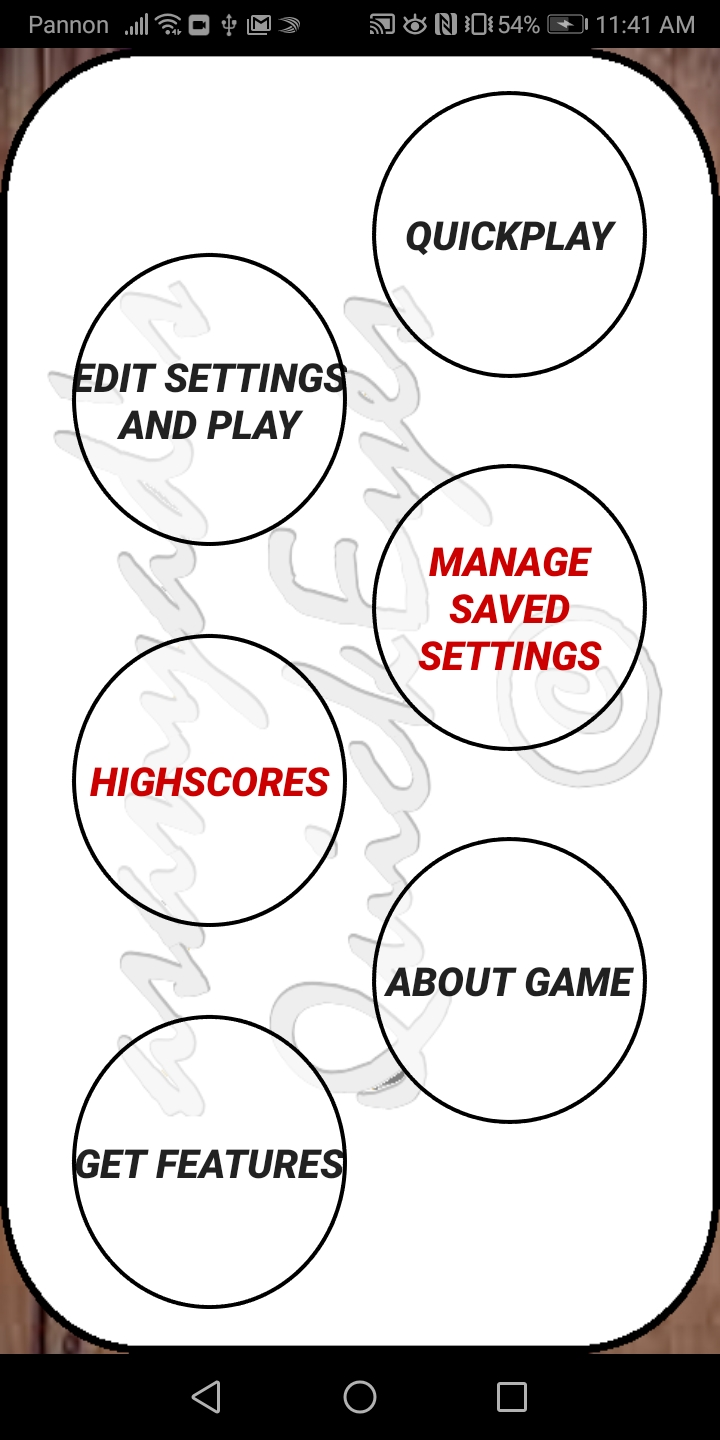 Pannon 54% 11:41 AM
QUICKPLAY
EDIT SETTINGS
AND PLAY
MANAGE
SAVED
SETTINGS
HIGHSCORES
ABOUT GAME
GET FEATURES
©